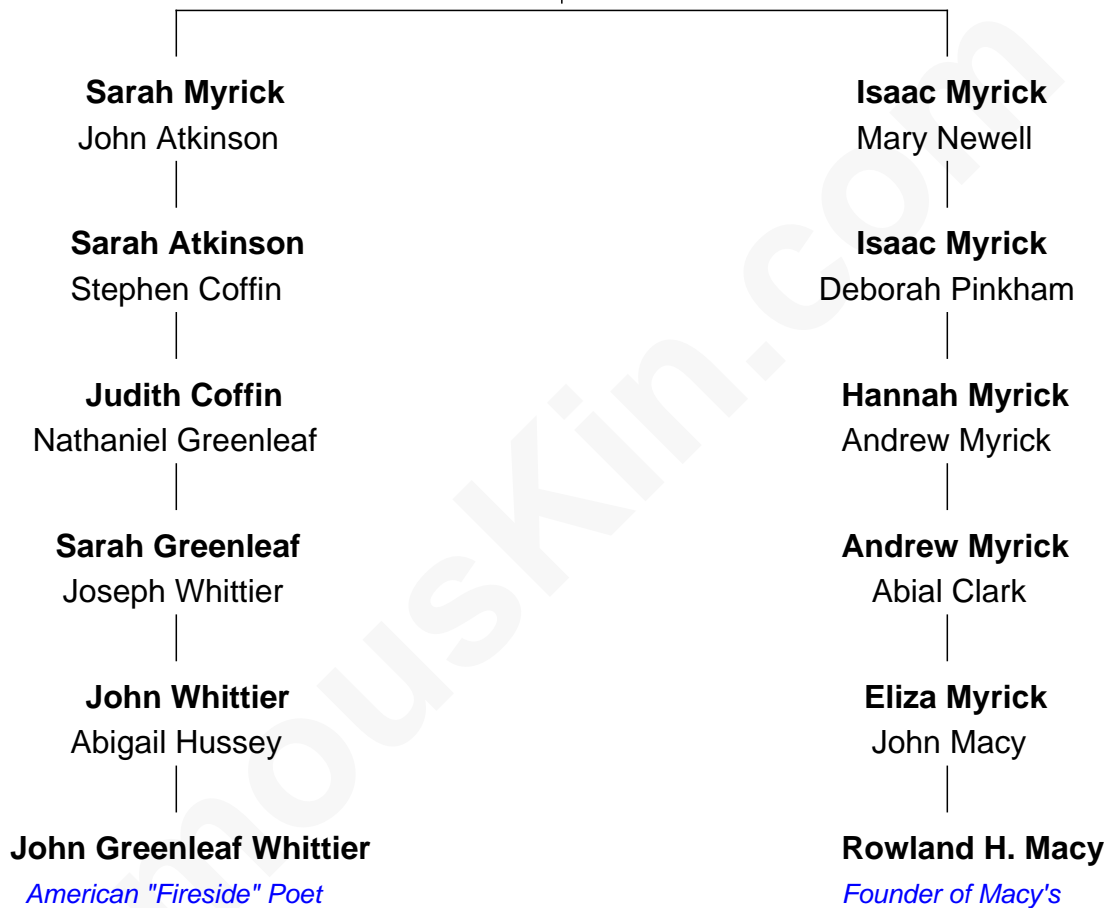 Sarah Myrick
John Atkinson
Isaac Myrick
Mary Newell
Sarah Atkinson
Stephen Coffin
Isaac Myrick
Deborah Pinkham
Judith Coffin
Nathaniel Greenleaf
Hannah Myrick
Andrew Myrick
Sarah Greenleaf
Joseph Whittier
Andrew Myrick
Abial Clark
John Whittier
Abigail Hussey
Eliza Myrick
John Macy
John Greenleaf Whittier
American "Fireside" Poet
Rowland H. Macy
Founder of Macy's
mousKin.com